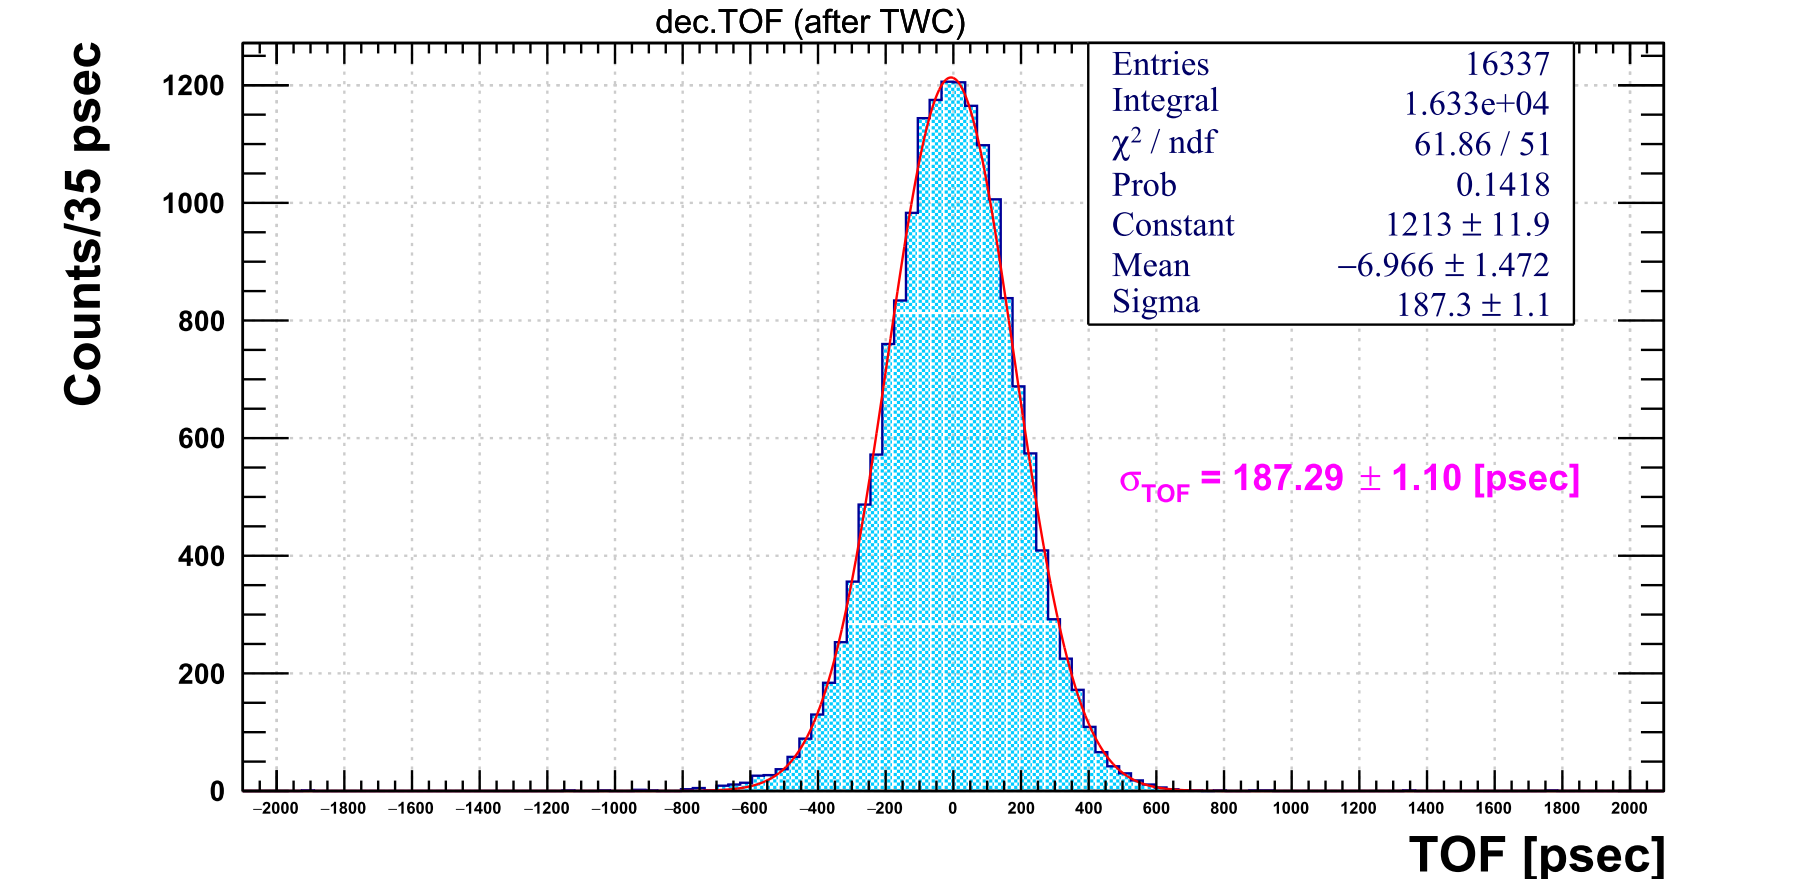 dec.TOF (after TWC)
Counts/35 psec
Entries 16337
Integral 1.633e+04
χ² / ndf 61.86 / 51
Prob 0.1418
Constant 1213 ± 11.9
Mean −6.966 ± 1.472
Sigma 187.3 ± 1.1
σTOF = 187.29 ± 1.10 [psec]
1200
1000
800
600
400
200
0
−2000 −1800 −1600 −1400 −1200 −1000 −800 −600 −400 −200 0 200 400 600 800 1000 1200 1400 1600 1800 2000
TOF [psec]